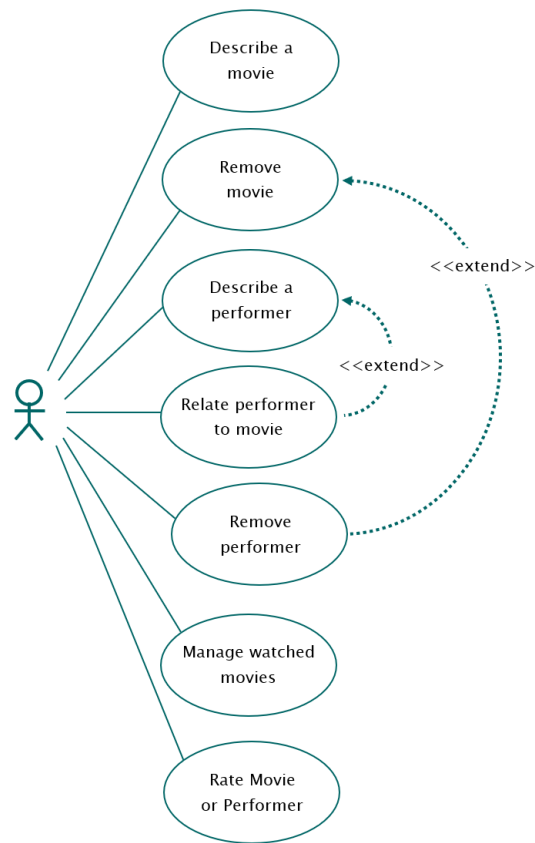 Describe a
movie
Remove
movie
<<extend>>
Describe a
performer
<<extend>>
Relate performer
to movie
Remove
performer
Manage watched
movies
Rate Movie
or Performer